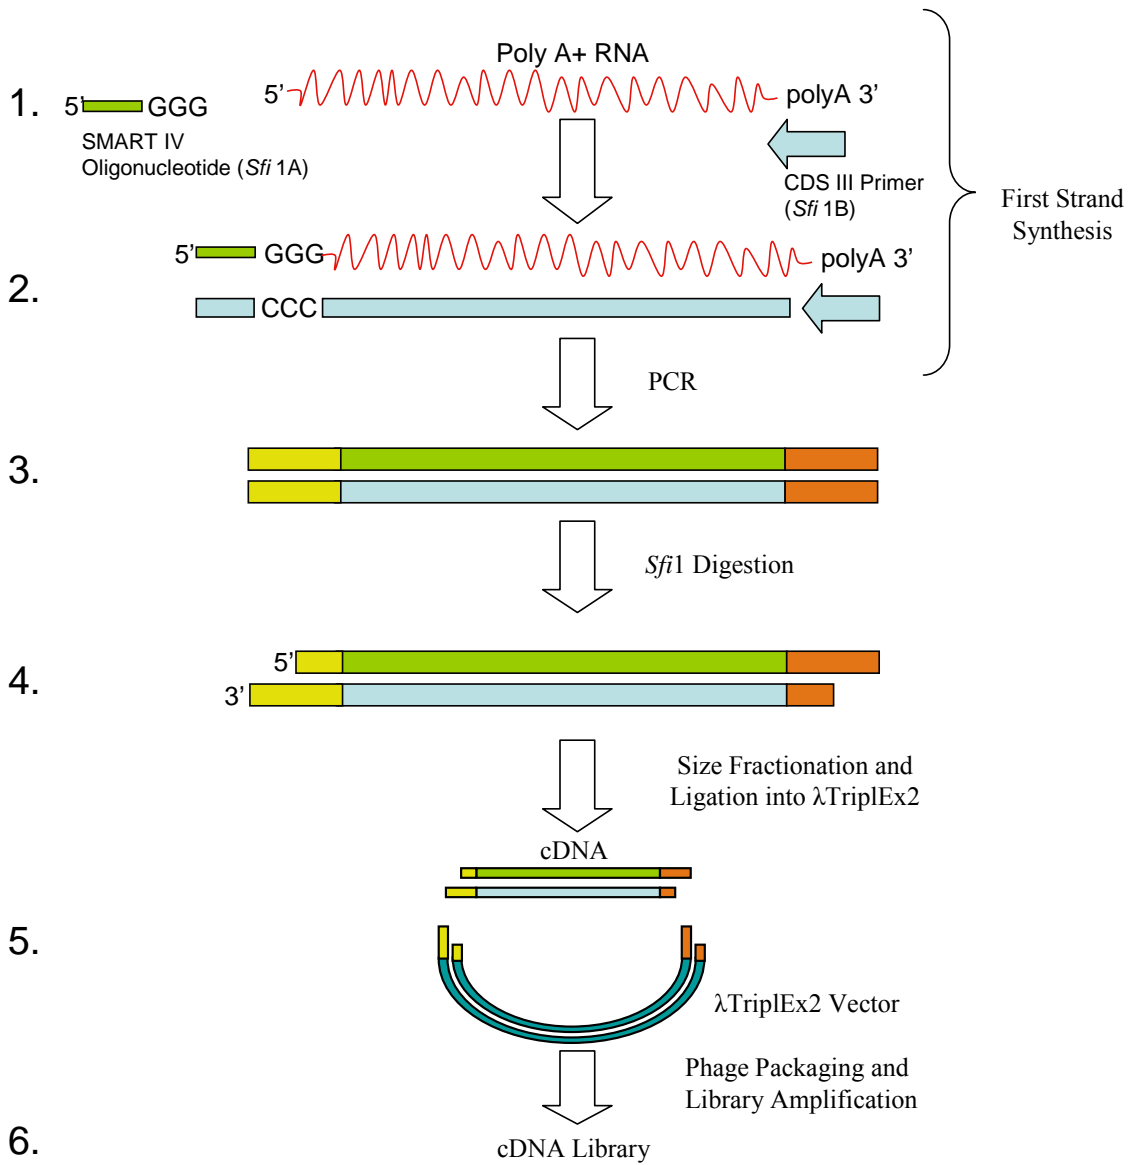 Poly A+ RNA
1.
5’
GGG
5’
polyA 3’
SMART IV
Oligonucleotide (Sfi 1A)
CDS III Primer
(Sfi 1B)
First Strand
Synthesis
2.
5’
GGG
polyA 3’
CCC
PCR
3.
Sfi1 Digestion
4.
5’
3’
Size Fractionation and
Ligation into λTriplEx2
cDNA
5.
λTriplEx2 Vector
Phage Packaging and
Library Amplification
6.
cDNA Library